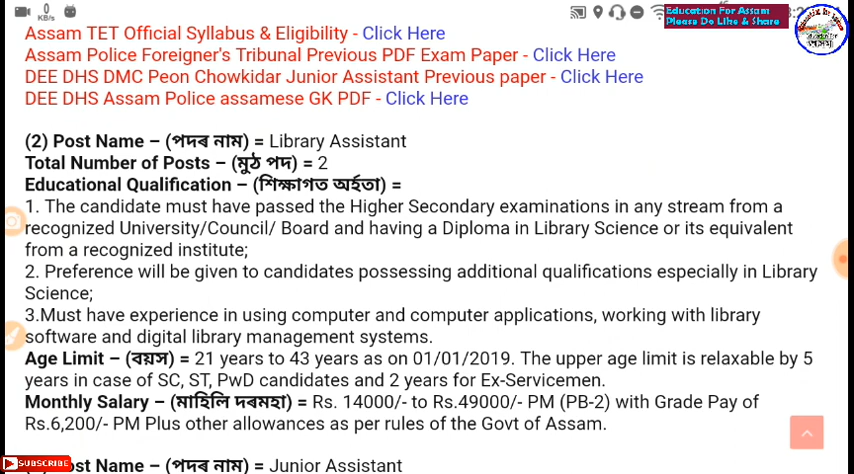 0
KB/s
Education For Assam
Please Do Like & Share
Assam TET Official Syllabus & Eligibility - Click Here
Assam Police Foreigner's Tribunal Previous PDF Exam Paper - Click Here
DEE DHS DMC Peon Chowkidar Junior Assistant Previous paper - Click Here
DEE DHS Assam Police assamese GK PDF - Click Here
(2) Post Name – (পদৰ নাম) = Library Assistant
Total Number of Posts – (মুঠ পদ) = 2
Educational Qualification – (শিক্ষাগত অৰ্হতা) =
1. The candidate must have passed the Higher Secondary examinations in any stream from a
recognized University/Council/ Board and having a Diploma in Library Science or its equivalent
from a recognized institute;
2. Preference will be given to candidates possessing additional qualifications especially in Library
Science;
3.Must have experience in using computer and computer applications, working with library
software and digital library management systems.
Age Limit – (বয়স) = 21 years to 43 years as on 01/01/2019. The upper age limit is relaxable by 5
years in case of SC, ST, PwD candidates and 2 years for Ex-Servicemen.
Monthly Salary – (মাহিলি দৰমহা) = Rs. 14000/- to Rs.49000/- PM (PB-2) with Grade Pay of
Rs.6,200/- PM Plus other allowances as per rules of the Govt of Assam.
SUBSCRIBE
Post Name – (পদৰ নাম) = Junior Assistant